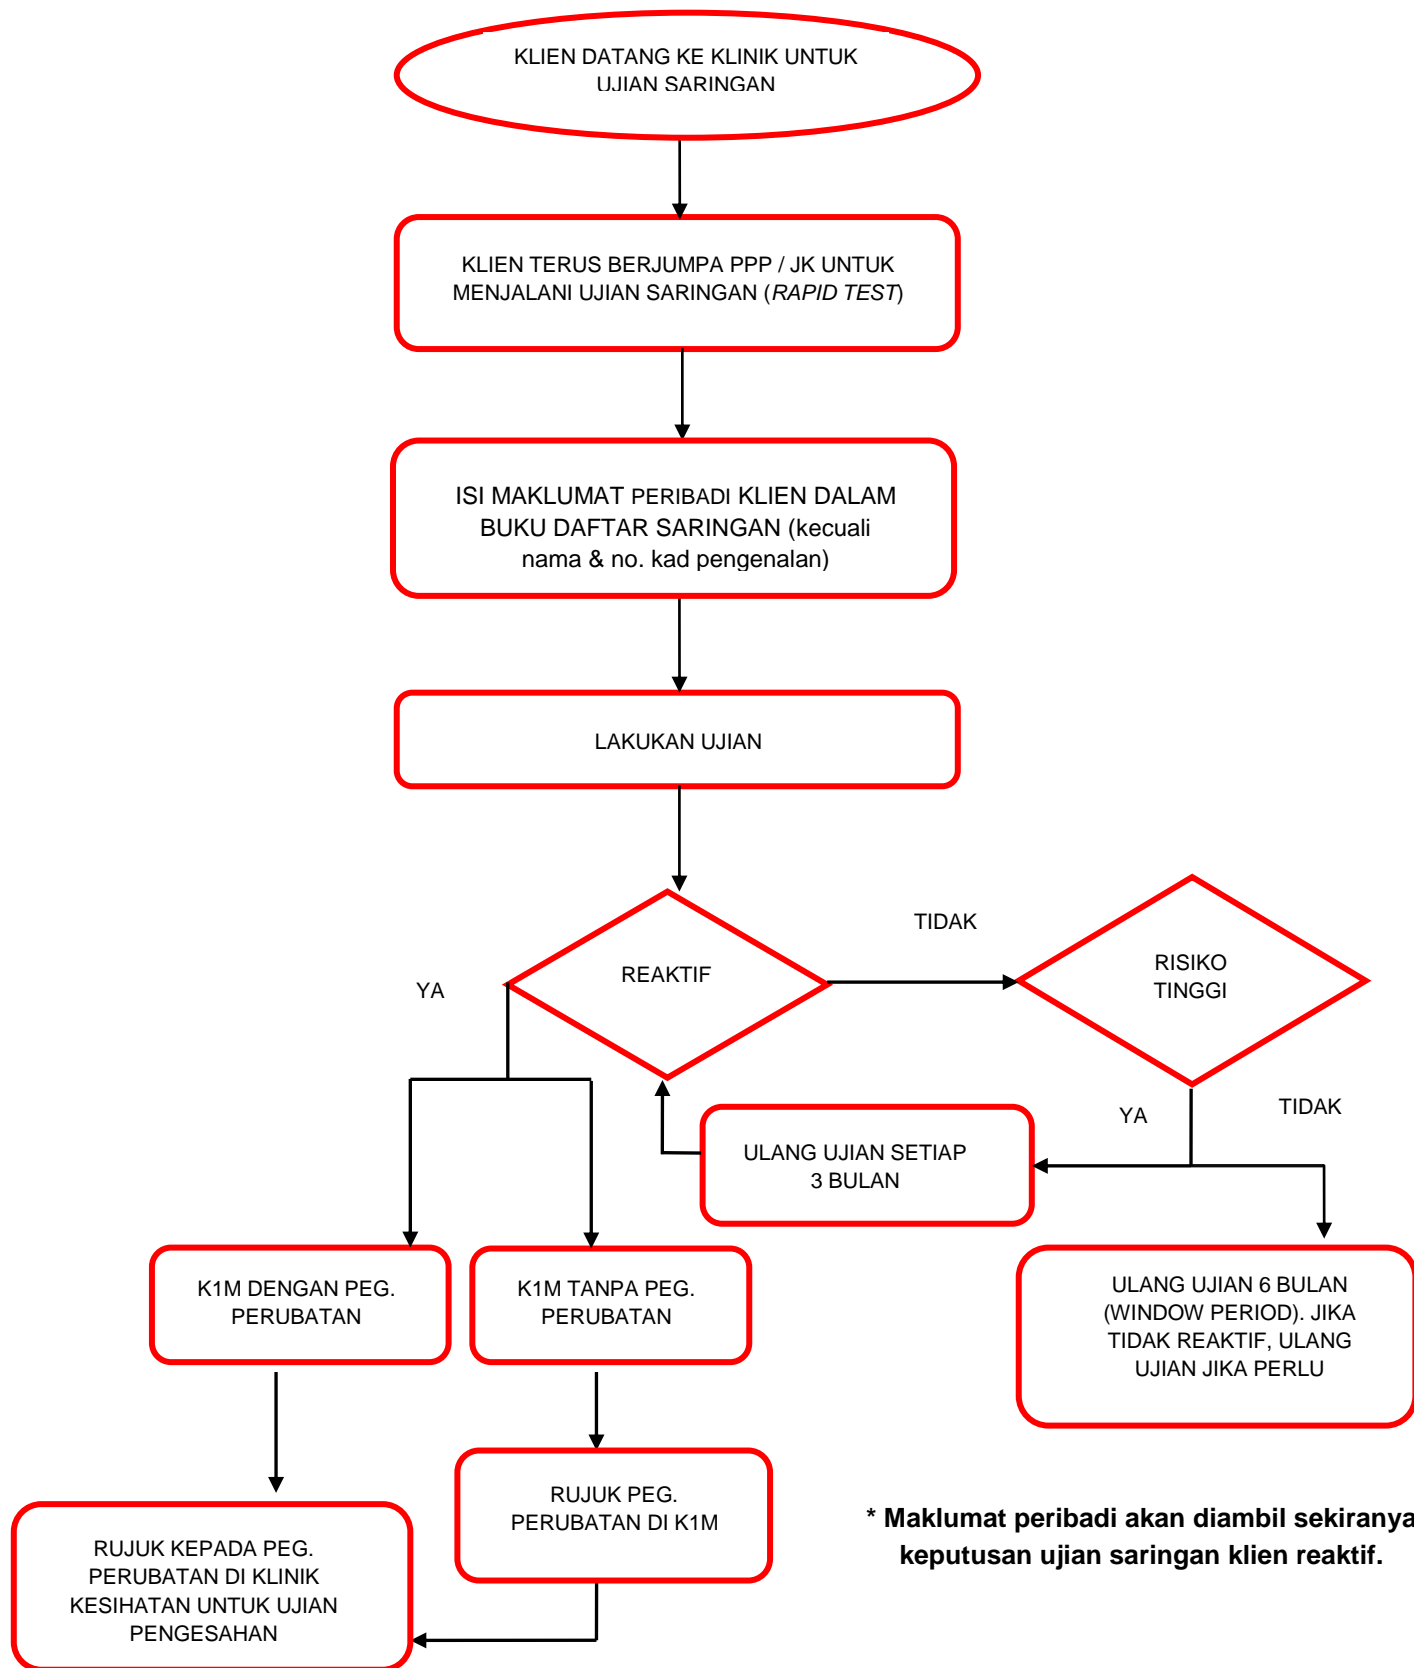 KLIEN DATANG KE KLINIK UNTUK
UJIAN SARINGAN
KLIEN TERUS BERJUMPA PPP / JK UNTUK
MENJALANI UJIAN SARINGAN (RAPID TEST)
ISI MAKLUMAT PERIBADI KLIEN DALAM
BUKU DAFTAR SARINGAN (kecuali
nama & no. kad pengenalan)
LAKUKAN UJIAN
TIDAK
REAKTIF
RISIKO
TINGGI
YA
YA
TIDAK
ULANG UJIAN SETIAP
3 BULAN
K1M DENGAN PEG.
PERUBATAN
K1M TANPA PEG.
PERUBATAN
ULANG UJIAN 6 BULAN
(WINDOW PERIOD). JIKA
TIDAK REAKTIF, ULANG
UJIAN JIKA PERLU
RUJUK PEG.
PERUBATAN DI K1M
RUJUK KEPADA PEG.
PERUBATAN DI KLINIK
KESIHATAN UNTUK UJIAN
PENGESAHAN
* Maklumat peribadi akan diambil sekiranya
keputusan ujian saringan klien reaktif.